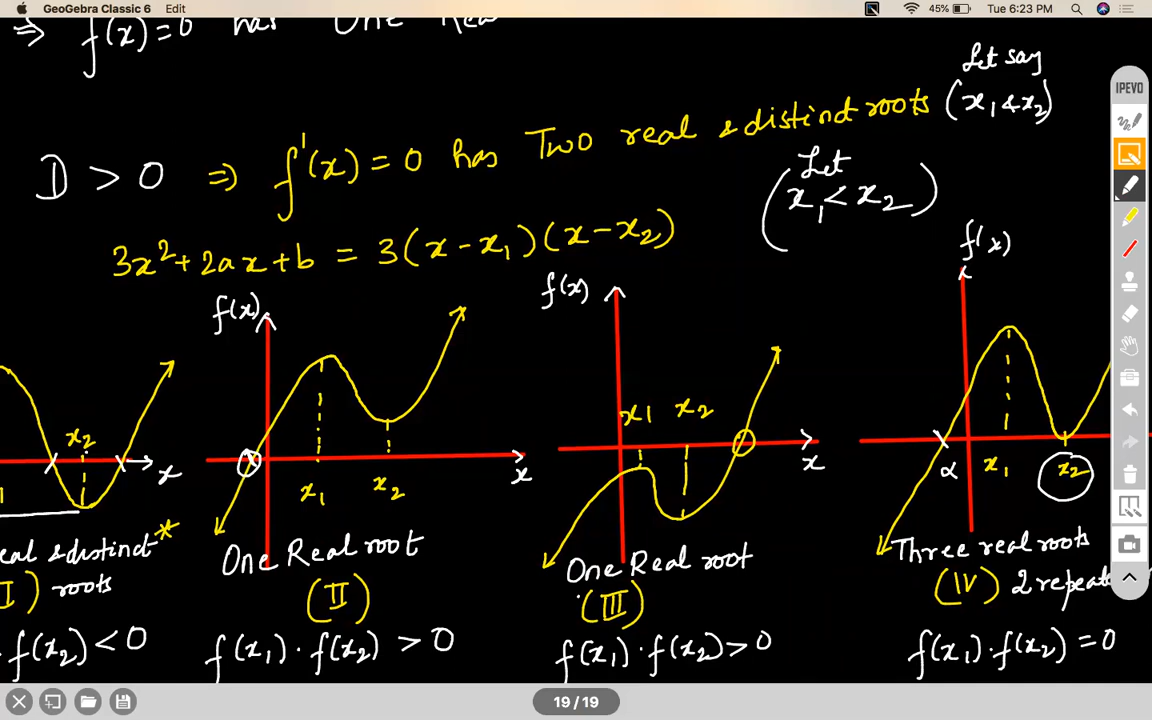 GeoGebra Classic 6 Edit 45% Tue 6:23 PM
⇒ f(x)=0 has One Real
Let say
(x₁ & x₂)
IPEVO
D > 0 ⇒ f'(x) = 0 has Two real & distind roots
(Let
x₁ < x₂)
3x²+2ax+b = 3(x-x₁)(x-x₂)
f(x)
f(x)
f(x)
x₂ x
x₁ x₂ x
x₁ x₂ x
α x₁ x₂
eal & distinct*
roots
One Real root
One Real root
Three real roots
I)
(II)
(III)
(IV) 2 repeat
· f(x₂) < 0
f(x₁) · f(x₂) > 0
f(x₁) · f(x₂) > 0
f(x₁) · f(x₂) = 0
19 / 19